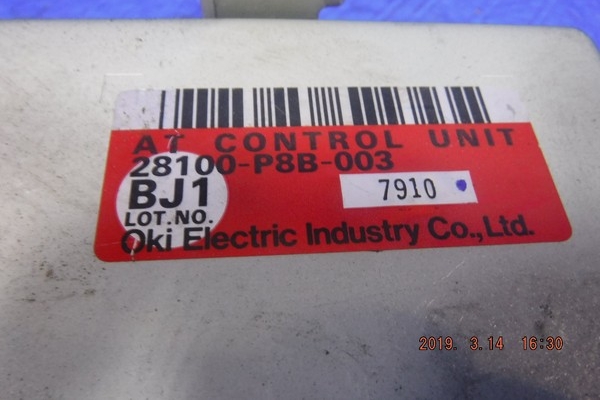 AT CONTROL UNIT
28100-P8B-003
BJ1
7910
LOT.NO.
Oki Electric Industry Co.,Ltd.
2019. 3.14 16:30